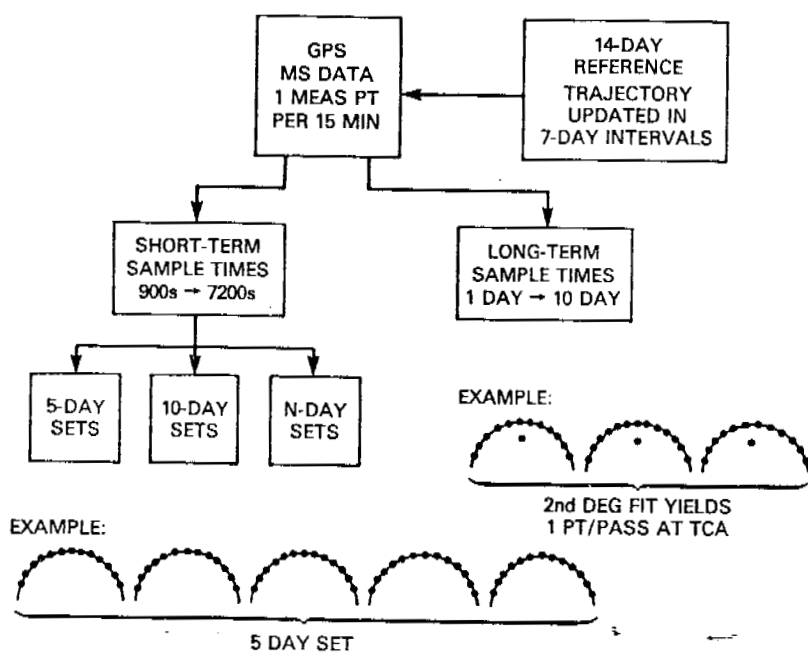 GPS
MS DATA
1 MEAS PT
PER 15 MIN
14-DAY
REFERENCE
TRAJECTORY
UPDATED IN
7-DAY INTERVALS
SHORT-TERM
SAMPLE TIMES
900s → 7200s
LONG-TERM
SAMPLE TIMES
1 DAY → 10 DAY
5-DAY
SETS
10-DAY
SETS
N-DAY
SETS
EXAMPLE:
2nd DEG FIT YIELDS
1 PT/PASS AT TCA
EXAMPLE:
5 DAY SET